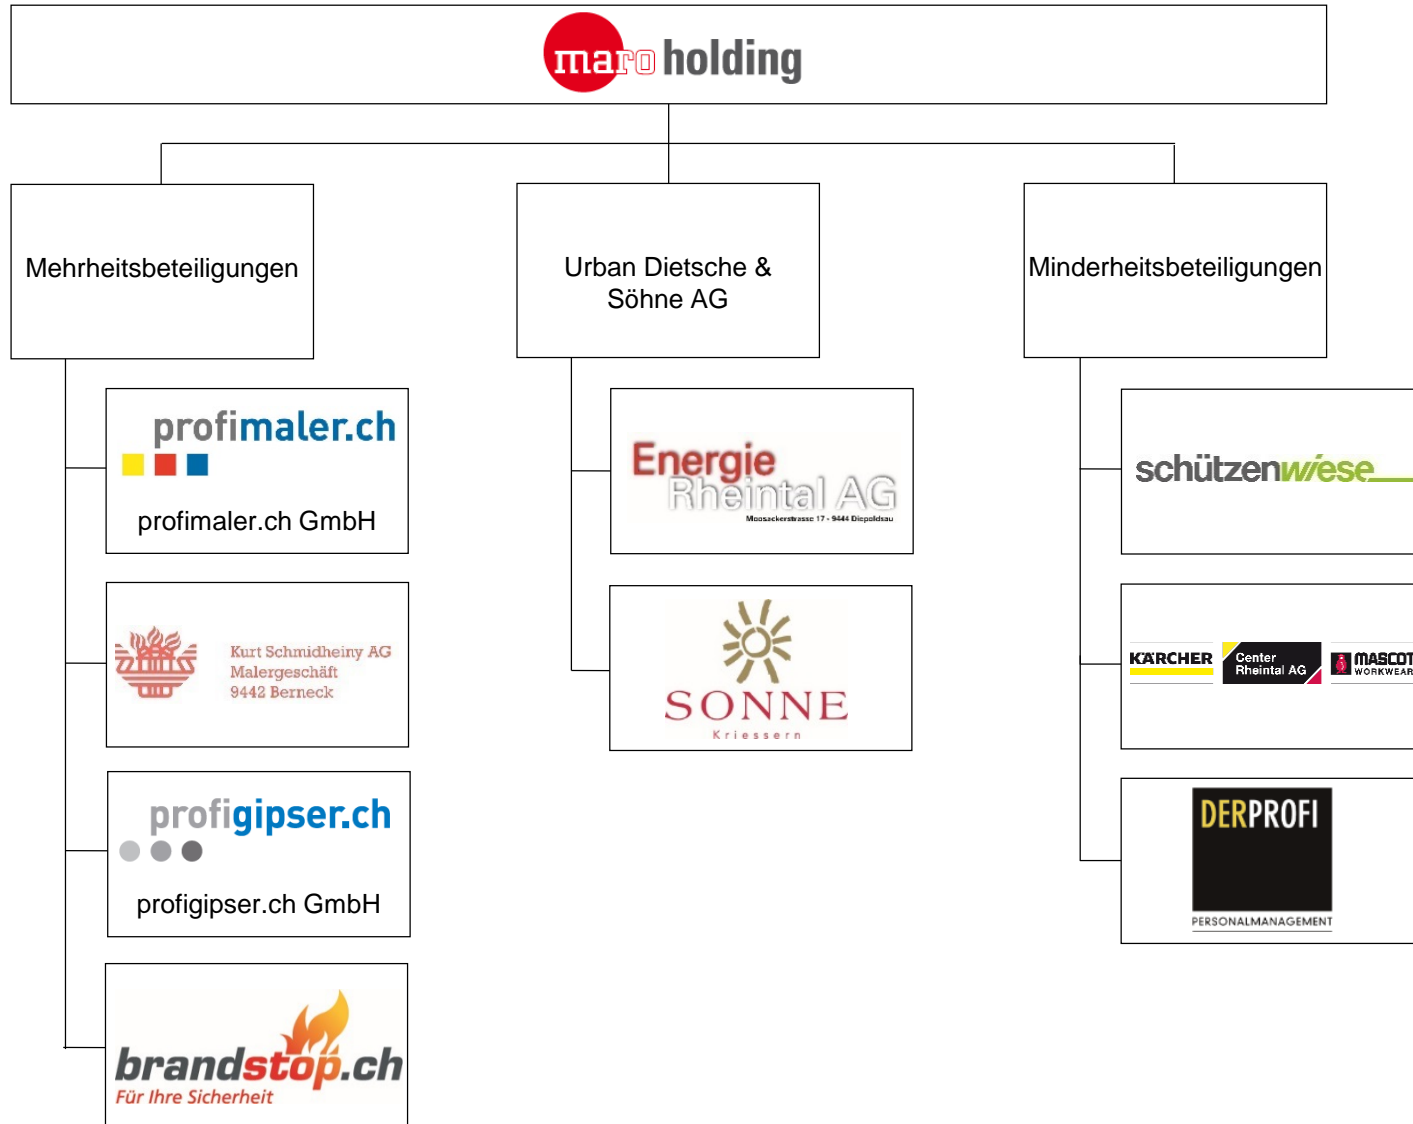 maro holding
Mehrheitsbeteiligungen
Urban Dietsche &
Söhne AG
Minderheitsbeteiligungen
profimaler.ch
profimaler.ch GmbH
Kurt Schmidheiny AG
Malergeschäft
9442 Berneck
profigipser.ch
profigipser.ch GmbH
brandstop.ch
Für Ihre Sicherheit
Energie
Rheintal AG
Moosackerstrasse 17 - 9444 Diepoldsau
SONNE
Kriessern
schützenwiese
KÄRCHER
Center
Rheintal AG
MASCOT
WORKWEAR
DERPROFI
PERSONALMANAGEMENT